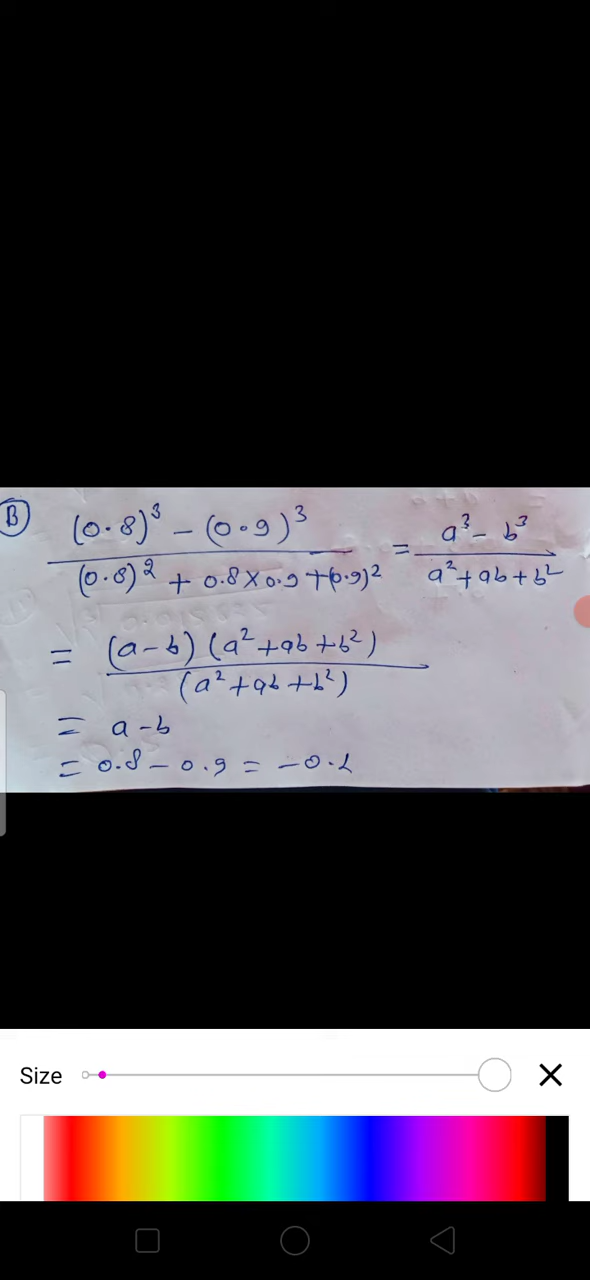 B (0.8)³ - (0.9)³ / (0.8)² + 0.8×0.9+(0.9)² = a³ - b³ / a²+ab+b²
= (a-b) (a²+ab+b²) / (a²+ab+b²)
= a-b
= 0.8 - 0.9 = -0.1
Size